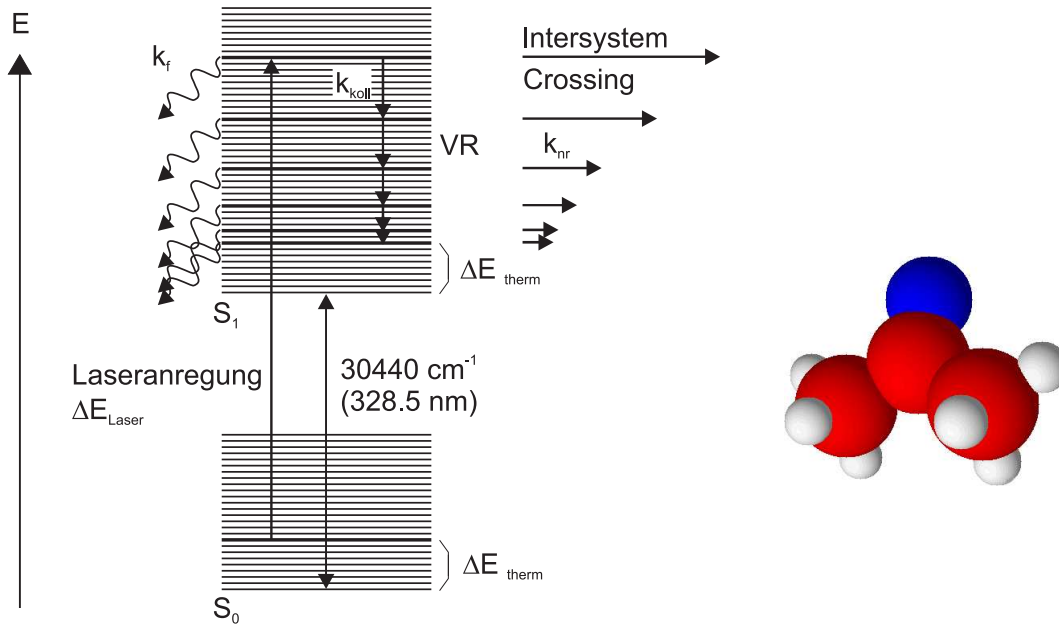 E
k_f
k_koll
VR
Intersystem
Crossing
k_nr
ΔE therm
S_1
Laseranregung
ΔE_Laser
30440 cm⁻¹
(328.5 nm)
ΔE therm
S_0